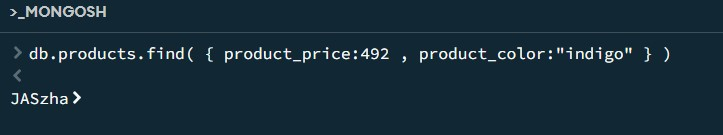 >_MONGOSH
> db.products.find( { product_price:492 , product_color:"indigo" } )
<
JASzha>